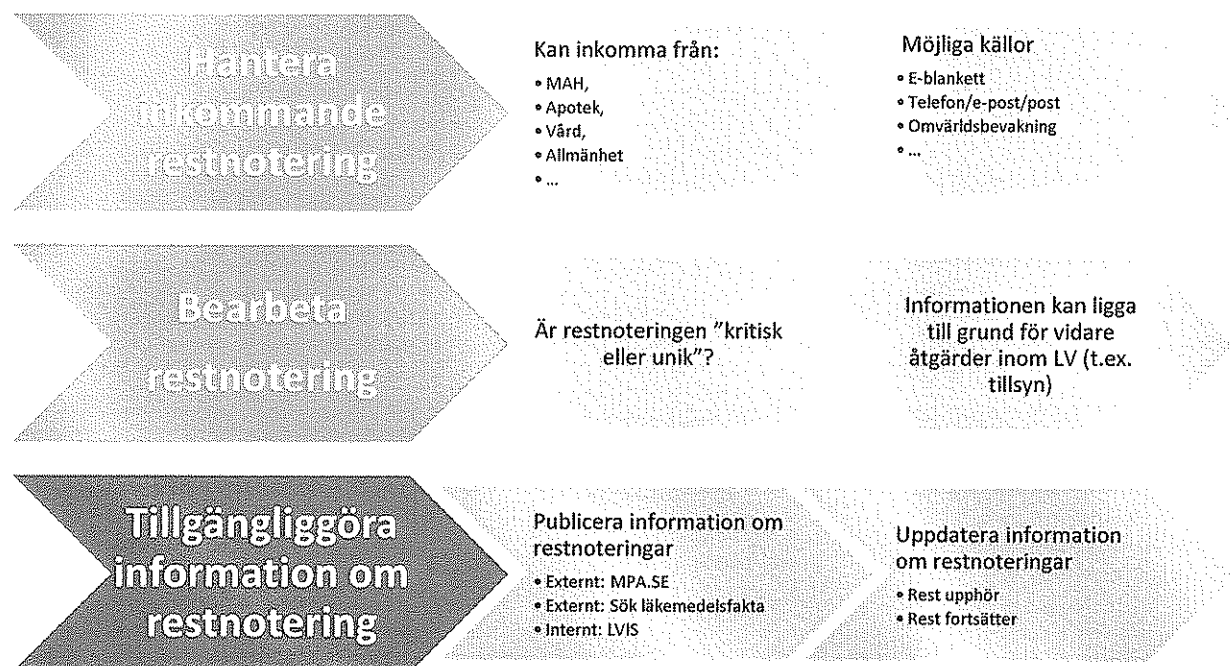 Hantera
inkommande
restnotering
Kan inkomma från:
• MAH,
• Apotek,
• Vård,
• Allmänhet
• ...
Möjliga källor
• E-blankett
• Telefon/e-post/post
• Omvärldsbevakning
• ...
Bearbeta
restnotering
Är restnoteringen "kritisk
eller unik"?
Informationen kan ligga
till grund för vidare
åtgärder inom LV (t.ex.
tillsyn)
Tillgängliggöra
information om
restnotering
Publicera information om
restnoteringar
• Externt: MPA.SE
• Externt: Sök läkemedelsfakta
• Internt: LVIS
Uppdatera information
om restnoteringar
• Rest upphör
• Rest fortsätter